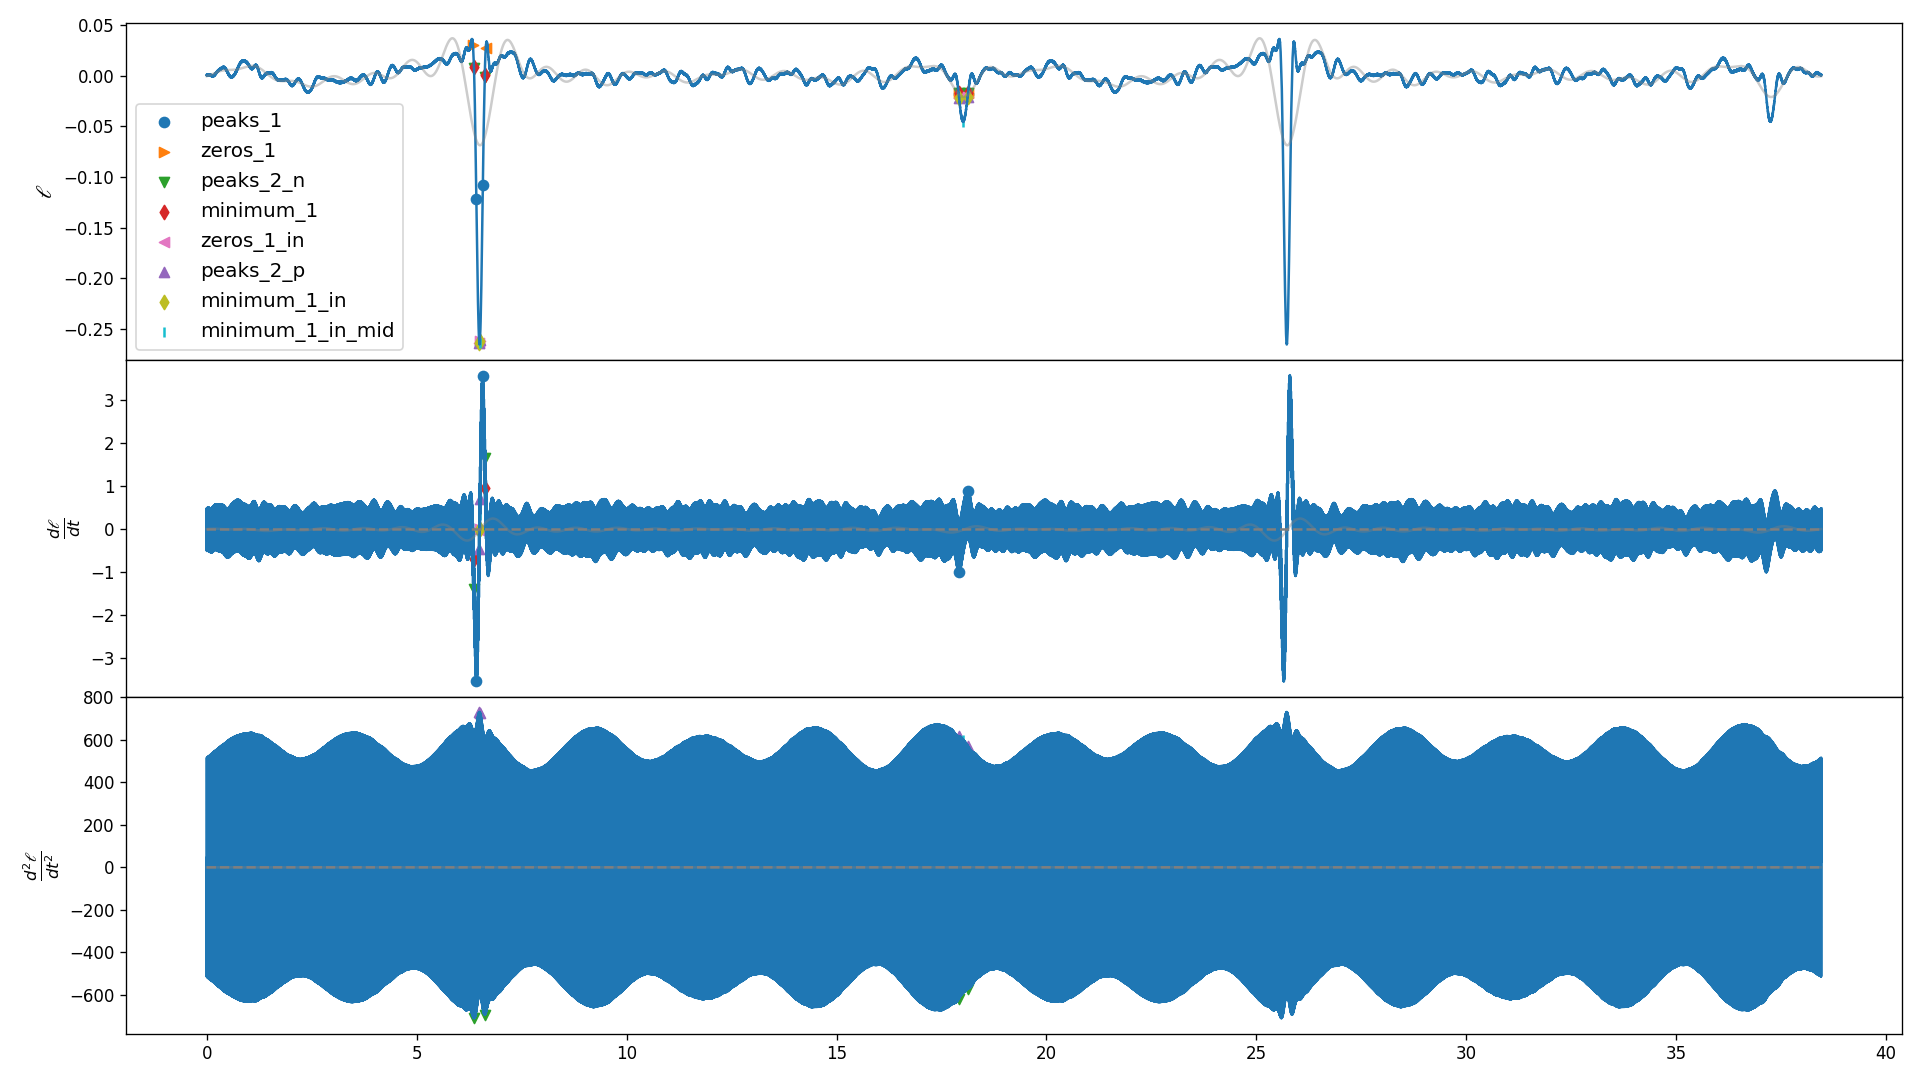 0.05
0.00
−0.05
−0.10
−0.15
−0.20
−0.25
ℓ
peaks_1
zeros_1
peaks_2_n
minimum_1
zeros_1_in
peaks_2_p
minimum_1_in
minimum_1_in_mid
3
2
1
0
−1
−2
−3
dℓ
dt
800
600
400
200
0
−200
−400
−600
d²ℓ
dt²
0 5 10 15 20 25 30 35 40